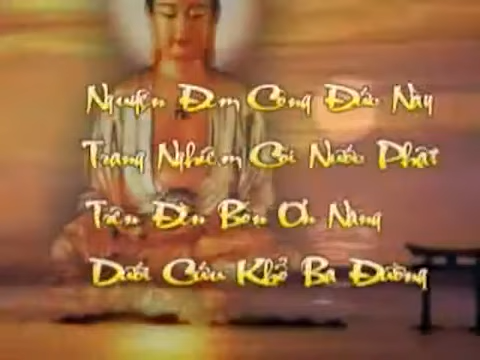 Nguyện Đem Công Đức Này
Trang Nghiêm Cõi Nước Phật
Trên Đền Bốn Ơn Nặng
Dưới Cứu Khổ Ba Đường